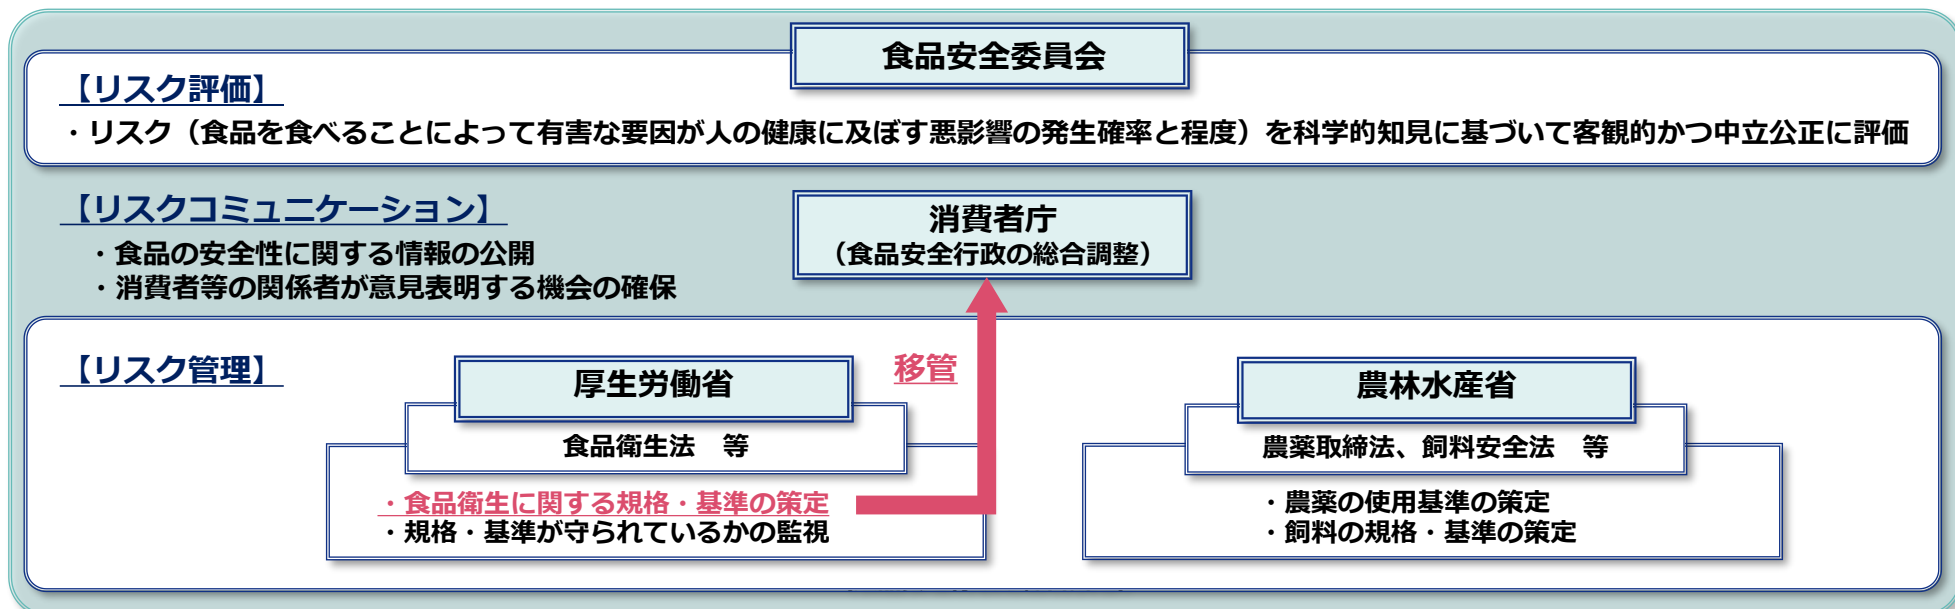 食品安全委員会
【リスク評価】
・リスク（食品を食べることによって有害な要因が人の健康に及ぼす悪影響の発生確率と程度）を科学的知見に基づいて客観的かつ中立公正に評価
【リスクコミュニケーション】
・食品の安全性に関する情報の公開
・消費者等の関係者が意見表明する機会の確保
消費者庁
（食品安全行政の総合調整）
【リスク管理】
厚生労働省
食品衛生法　等
・食品衛生に関する規格・基準の策定
・規格・基準が守られているかの監視
移管
農林水産省
農薬取締法、飼料安全法　等
・農薬の使用基準の策定
・飼料の規格・基準の策定